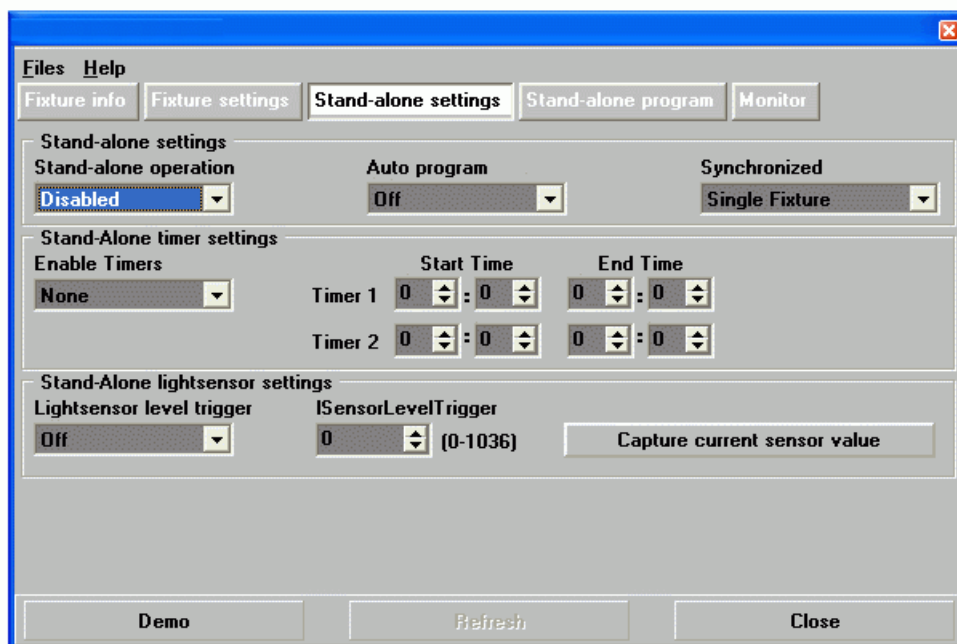 Files Help
Fixture info Fixture settings Stand-alone settings Stand-alone program Monitor
Stand-alone settings
Stand-alone operation Auto program Synchronized
Disabled Off Single Fixture
Stand-Alone timer settings
Enable Timers Start Time End Time
None Timer 1 0 : 0 0 : 0
Timer 2 0 : 0 0 : 0
Stand-Alone lightsensor settings
Lightsensor level trigger lSensorLevelTrigger
Off 0 (0-1036) Capture current sensor value
Demo Refresh Close